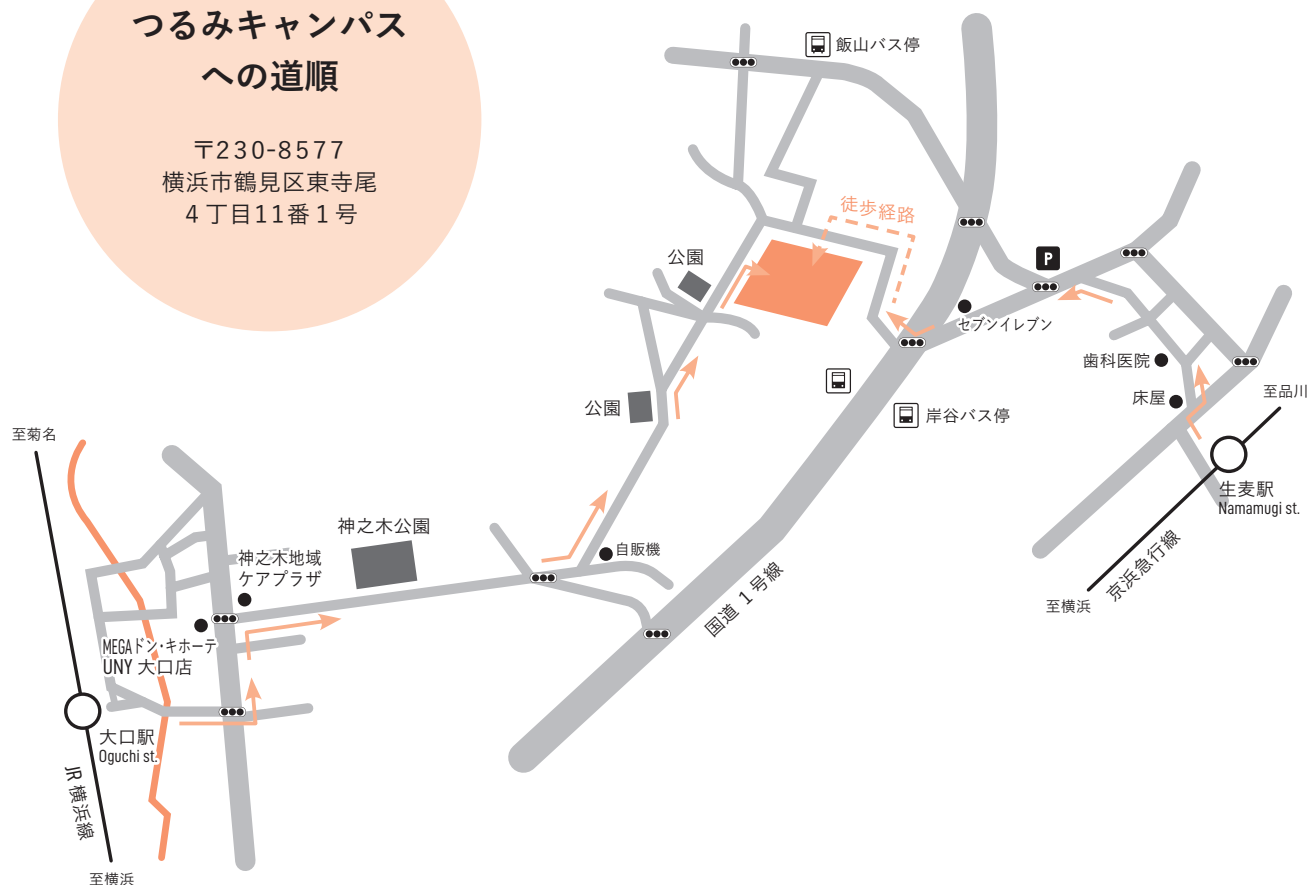 つるみキャンパス
への道順
〒230-8577
横浜市鶴見区東寺尾
4丁目11番1号
飯山バス停
徒歩経路
公園
P
セブンイレブン
歯科医院
公園
岸谷バス停
床屋
至品川
至菊名
生麦駅
Namamugi st.
神之木公園
自販機
神之木地域
ケアプラザ
国道1号線
京浜急行線
至横浜
MEGAドン・キホーテ
UNY 大口店
大口駅
Oguchi st.
JR横浜線
至横浜